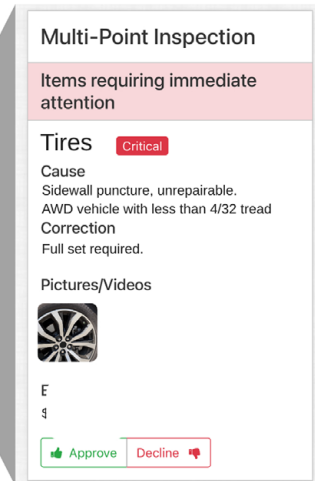 Multi-Point Inspection
Items requiring immediate
attention
Tires Critical
Cause
Sidewall puncture, unrepairable.
AWD vehicle with less than 4/32 tread
Correction
Full set required.
Pictures/Videos
E
$
Approve Decline